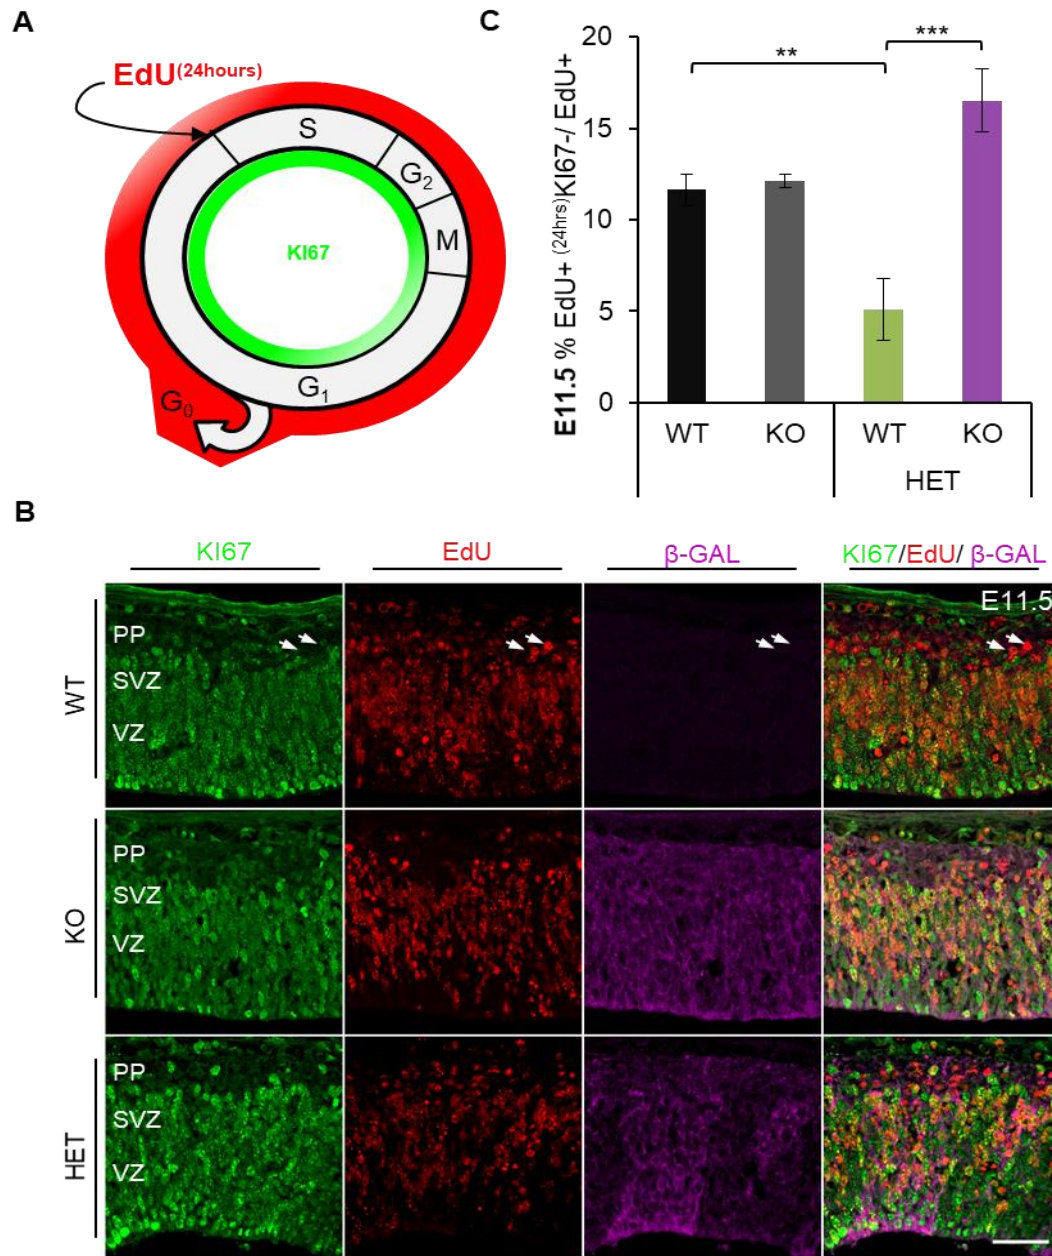 A
EdU(24hours)
S
G2
M
G1
G0
KI67
C
E11.5 % EdU+ (24hrs)KI67-/ EdU+
20
15
10
5
0
**
***
WT
KO
WT
KO
HET
B
KI67
EdU
β-GAL
KI67/EdU/ β-GAL
E11.5
WT
PP
SVZ
VZ
KO
PP
SVZ
VZ
HET
PP
SVZ
VZ